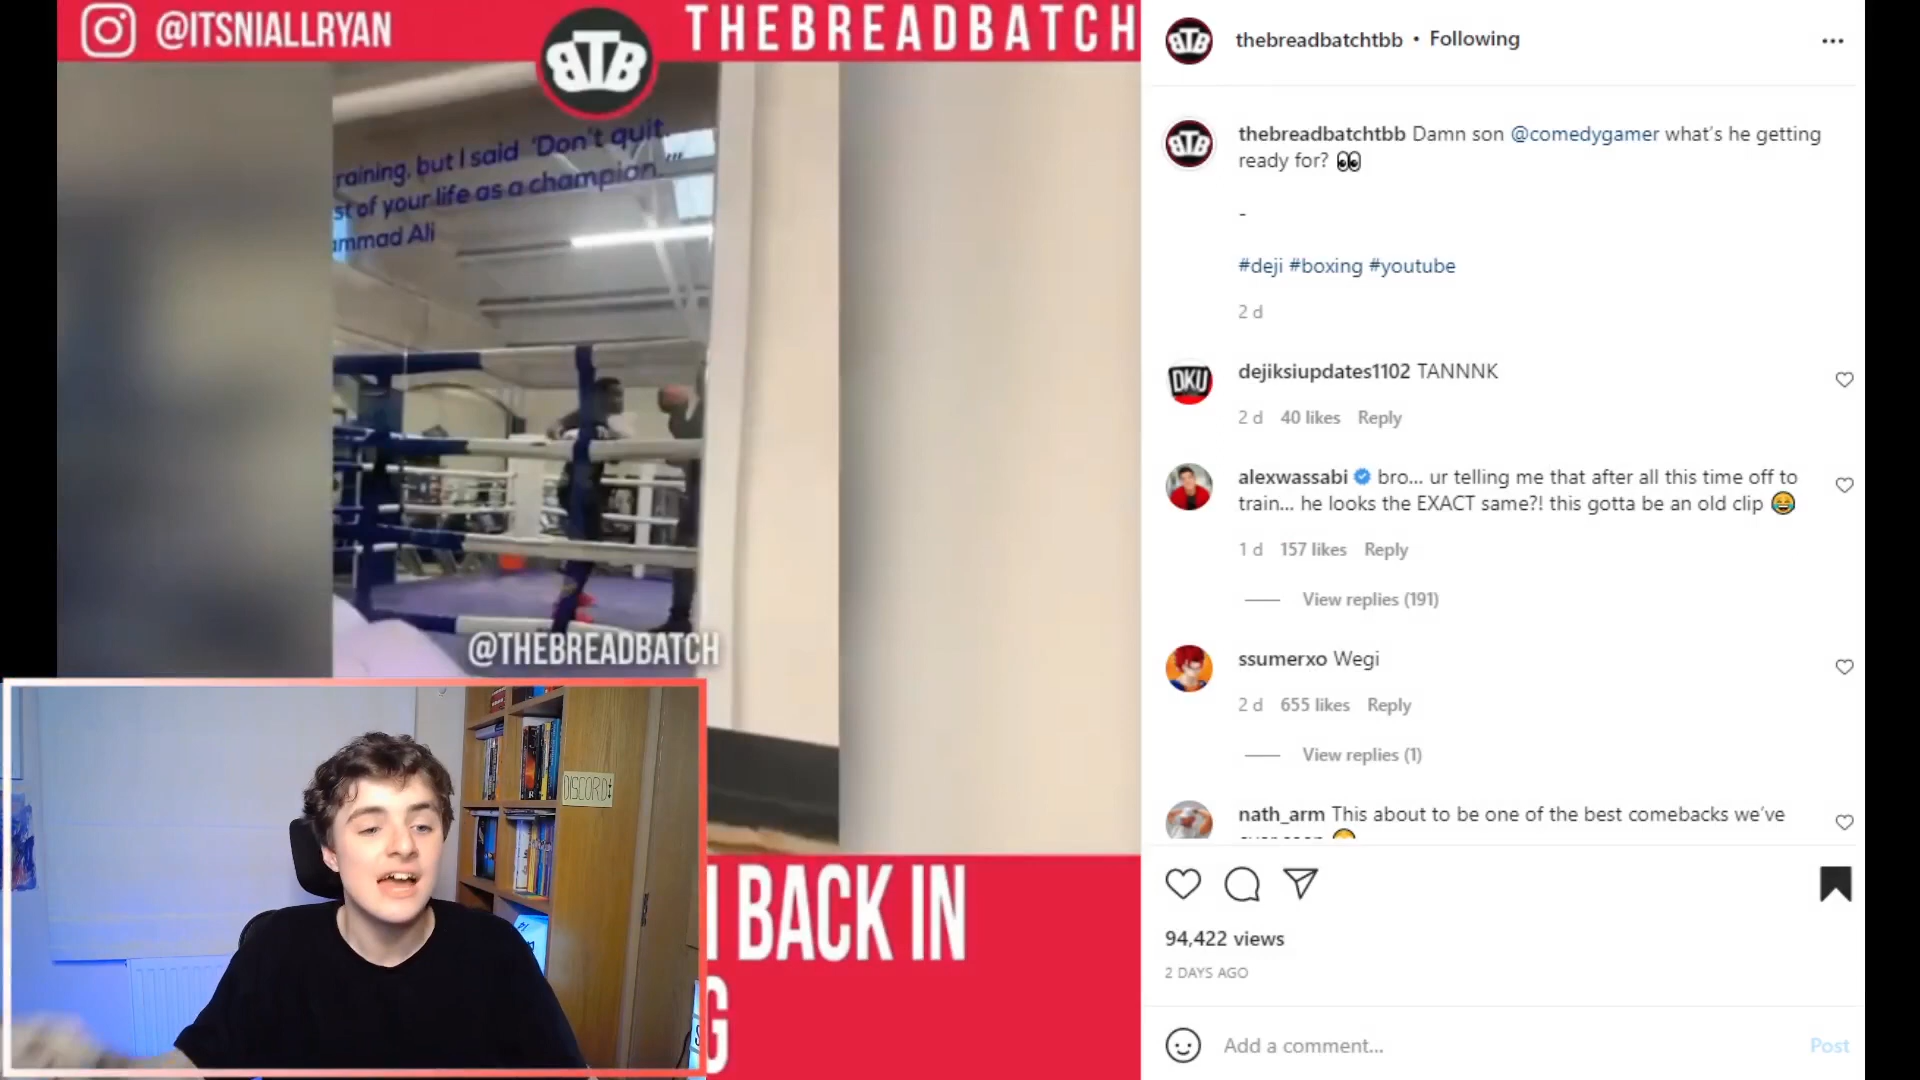 @ITSNIALLRYAN
BTB
THEBREADBATCH
raining, but I said 'Don't quit.
st of your life as a champion."
mmad Ali
@THEBREADBATCH
DISCORD:
BACK IN
G
BTB
thebreadbatchtbb • Following
BTB
thebreadbatchtbb Damn son @comedygamer what's he getting
ready for? 👀
-
#deji #boxing #youtube
2 d
DKU
dejiksiupdates1102 TANNNK
2 d 40 likes Reply
alexwassabi bro... ur telling me that after all this time off to
train... he looks the EXACT same?! this gotta be an old clip 😂
1 d 157 likes Reply
View replies (191)
ssumerxo Wegi
2 d 655 likes Reply
View replies (1)
nath_arm This about to be one of the best comebacks we've
94,422 views
2 DAYS AGO
Add a comment...
Post